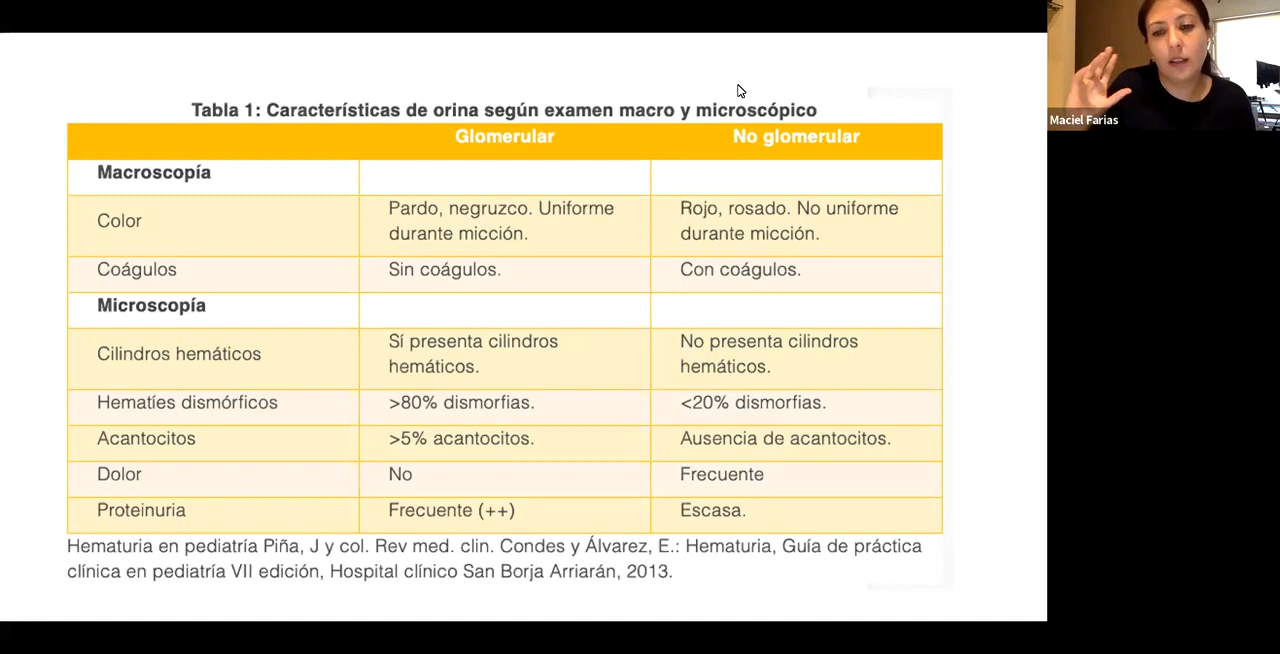 Tabla 1: Características de orina según examen macro y microscópico
Glomerular No glomerular
Macroscopía
Color Pardo, negruzco. Uniforme durante micción. Rojo, rosado. No uniforme durante micción.
Coágulos Sin coágulos. Con coágulos.
Microscopía
Cilindros hemáticos Sí presenta cilindros hemáticos. No presenta cilindros hemáticos.
Hematíes dismórficos >80% dismorfias. <20% dismorfias.
Acantocitos >5% acantocitos. Ausencia de acantocitos.
Dolor No Frecuente
Proteinuria Frecuente (++) Escasa.
Hematuria en pediatría Piña, J y col. Rev med. clin. Condes y Álvarez, E.: Hematuria, Guía de práctica
clínica en pediatría VII edición, Hospital clínico San Borja Arriarán, 2013.
Maciel Farias